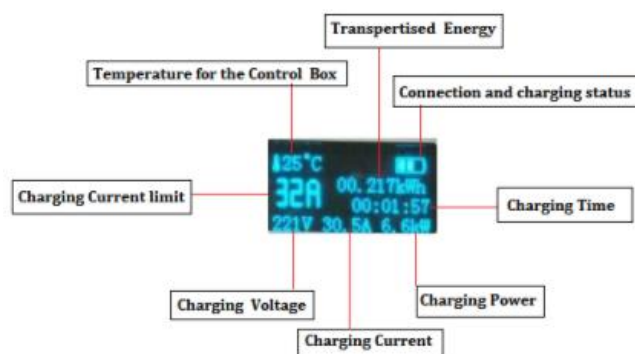 Transpertised Energy
Temperature for the Control Box
Connection and charging status
25°C
Charging Current limit
32A
00.217kWh
00:01:57
Charging Time
221V 30.5A 6.6kW
Charging Voltage
Charging Power
Charging Current